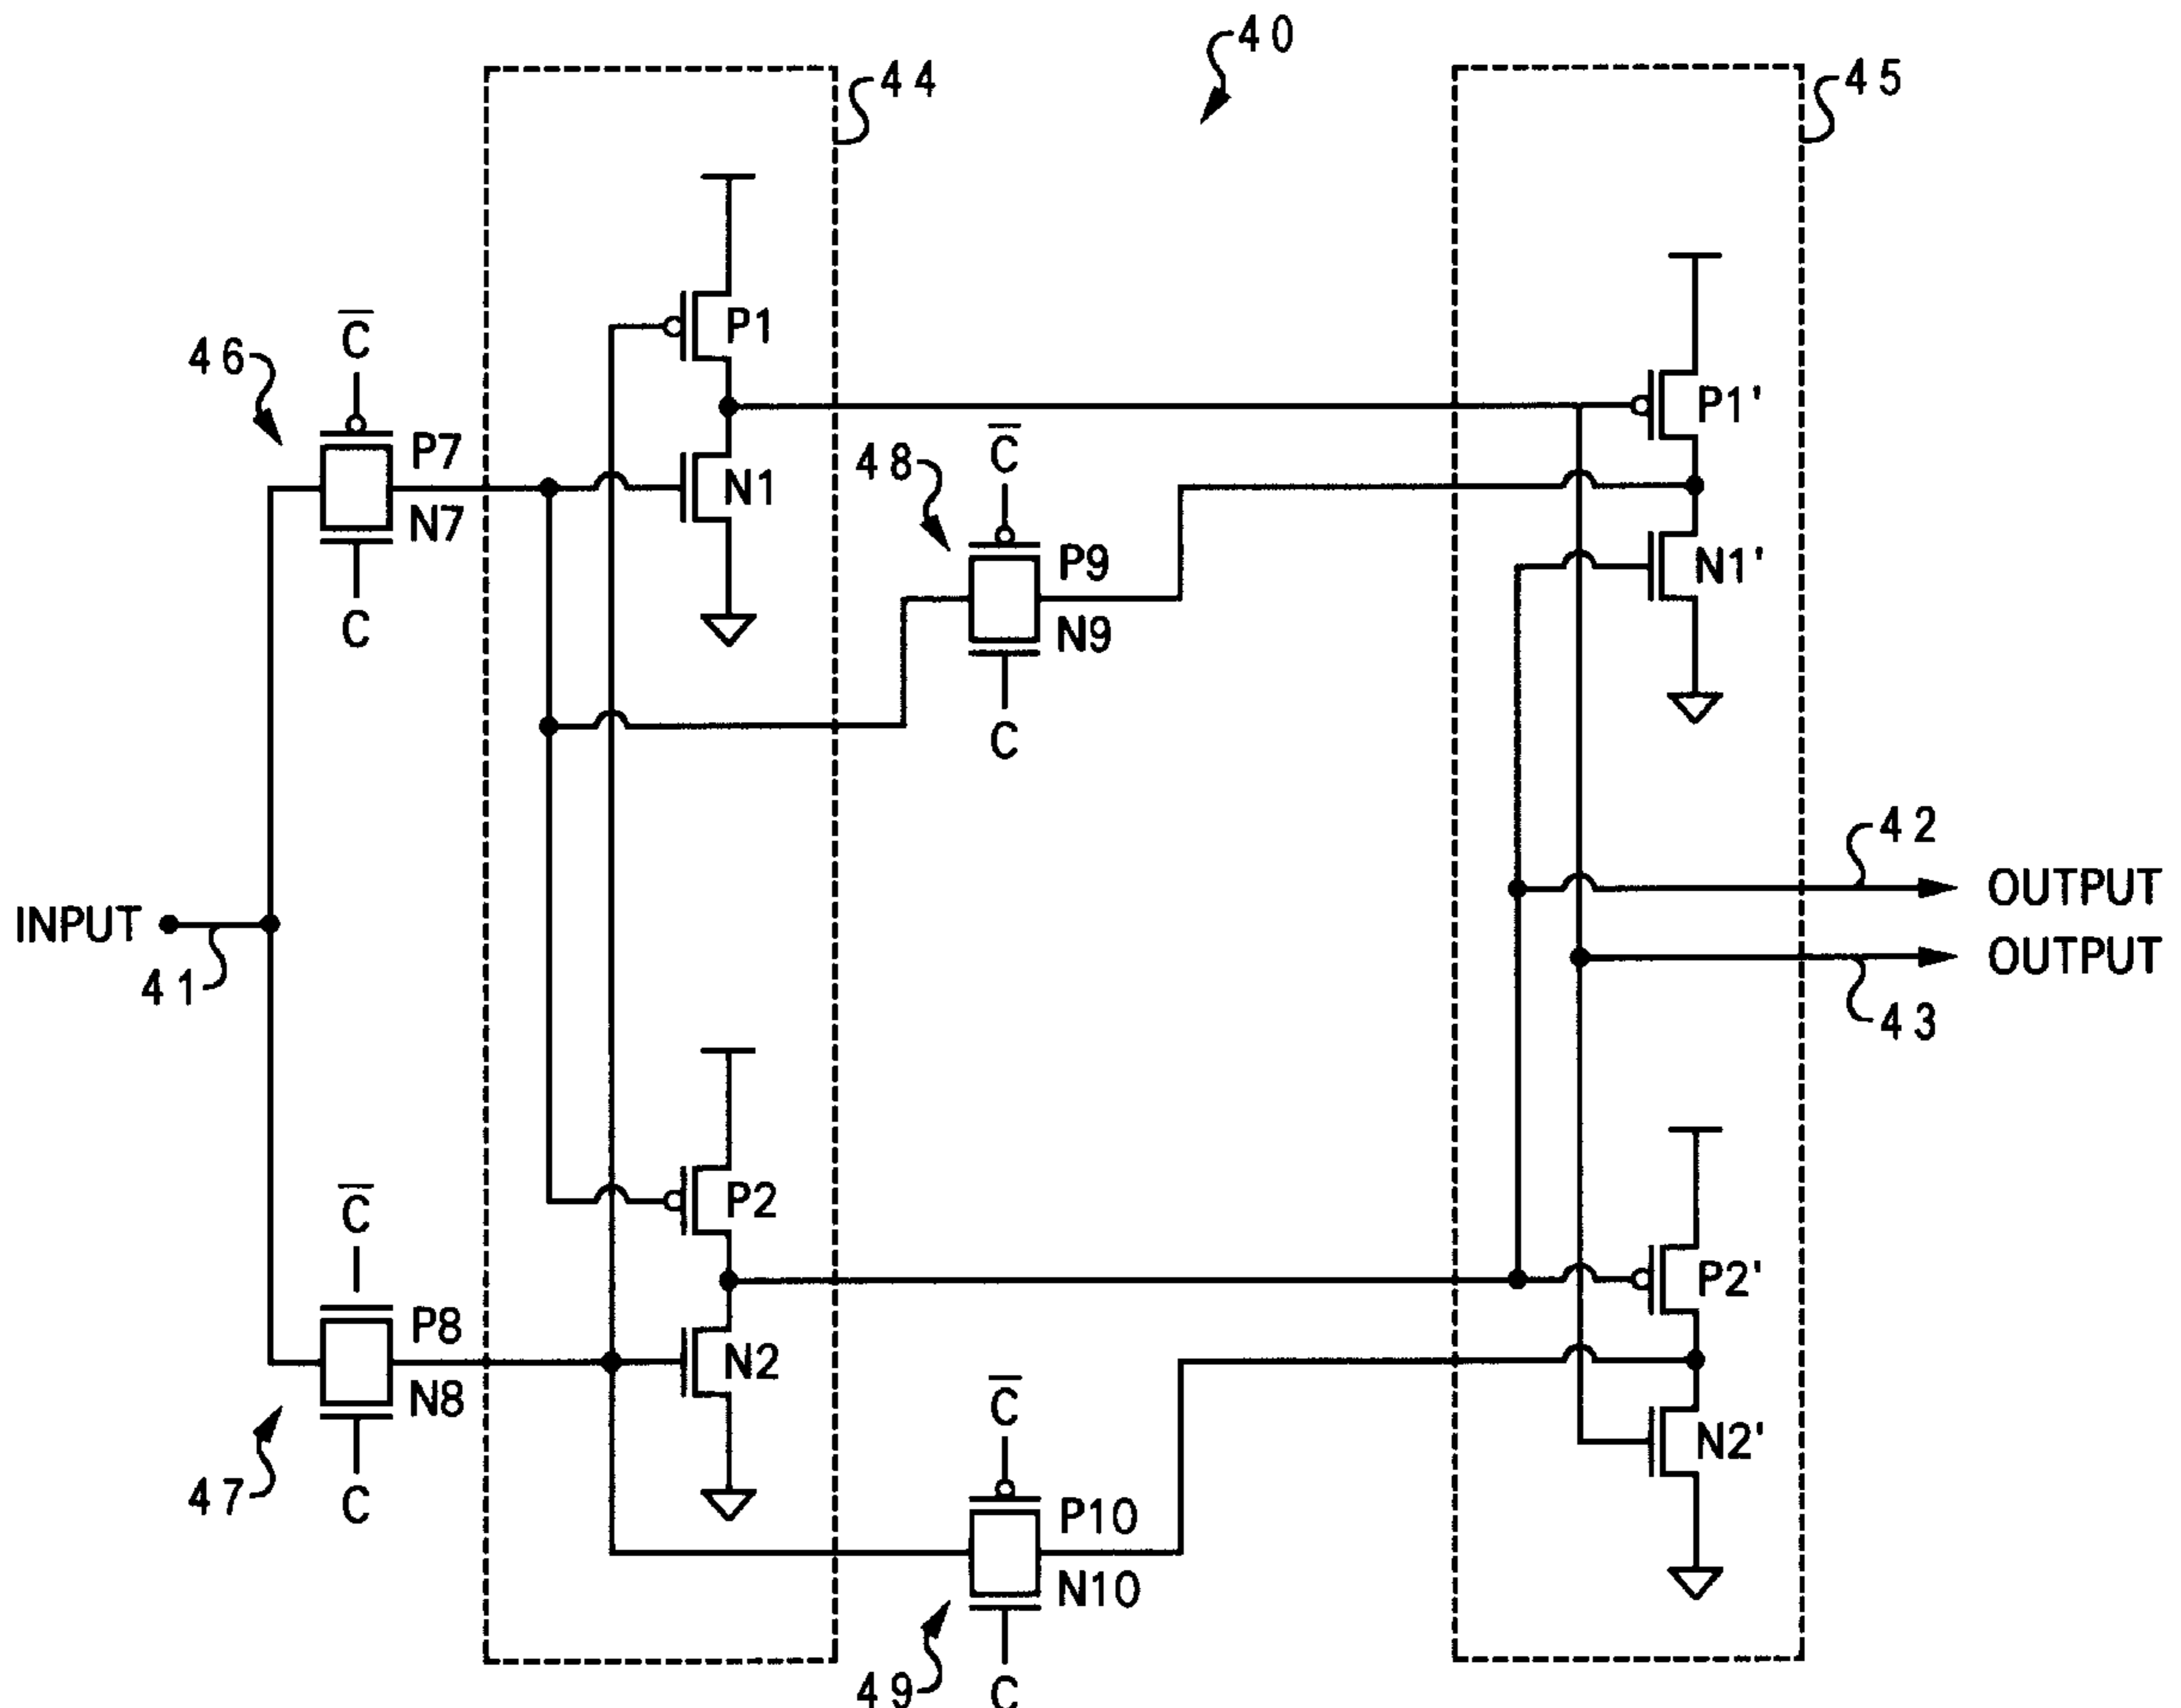 40
44
45
P1
C̅
46
P7
N7
C
N1
48
C̅
P9
N9
C
P1'
N1'
42
OUTPUT
INPUT
41
OUTPUT
43
P2
C̅
P8
N8
47
C
N2
C̅
P10
N10
49
C
P2'
N2'